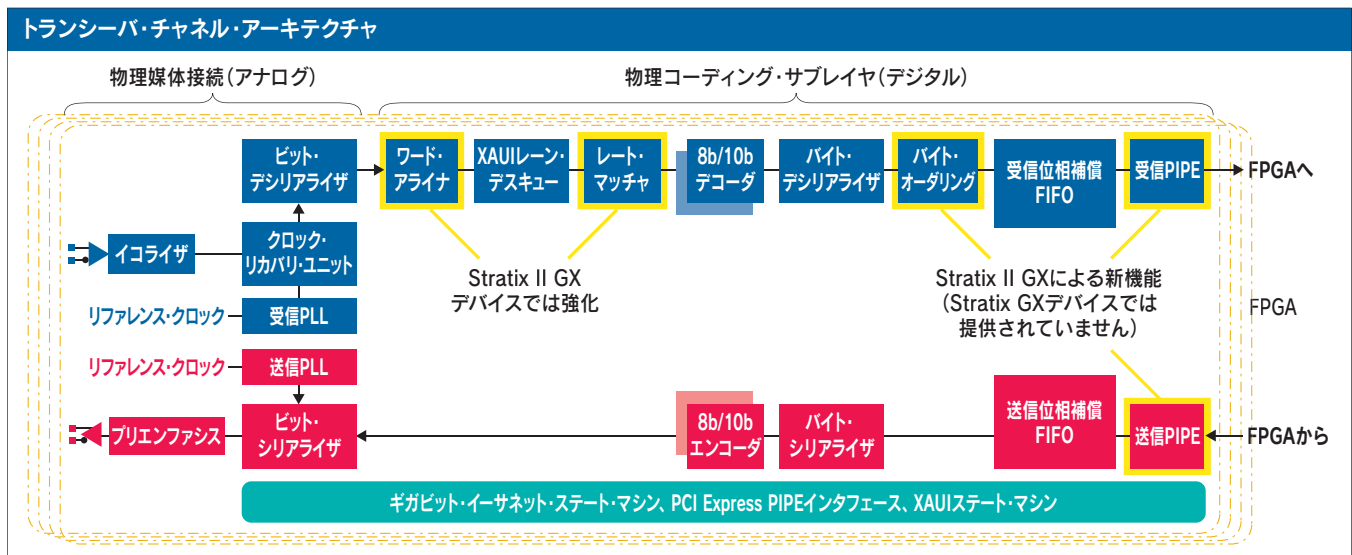 トランシーバ・チャネル・アーキテクチャ
物理媒体接続(アナログ)
物理コーディング・サブレイヤ(デジタル)
ビット・
デシリアライザ
ワード・
アライナ
XAUIレーン・
デスキュー
レート・
マッチャ
8b/10b
デコーダ
バイト・
デシリアライザ
バイト・
オーダリング
受信位相補償
FIFO
受信PIPE
FPGAへ
イコライザ
クロック・
リカバリ・ユニット
Stratix II GX
デバイスでは強化
Stratix II GXによる新機能
(Stratix GXデバイスでは
提供されていません)
FPGA
リファレンス・クロック
受信PLL
リファレンス・クロック
送信PLL
プリエンファシス
ビット・
シリアライザ
8b/10b
エンコーダ
バイト・
シリアライザ
送信位相補償
FIFO
送信PIPE
FPGAから
ギガビット・イーサネット・ステート・マシン、PCI Express PIPEインタフェース、XAUIステート・マシン